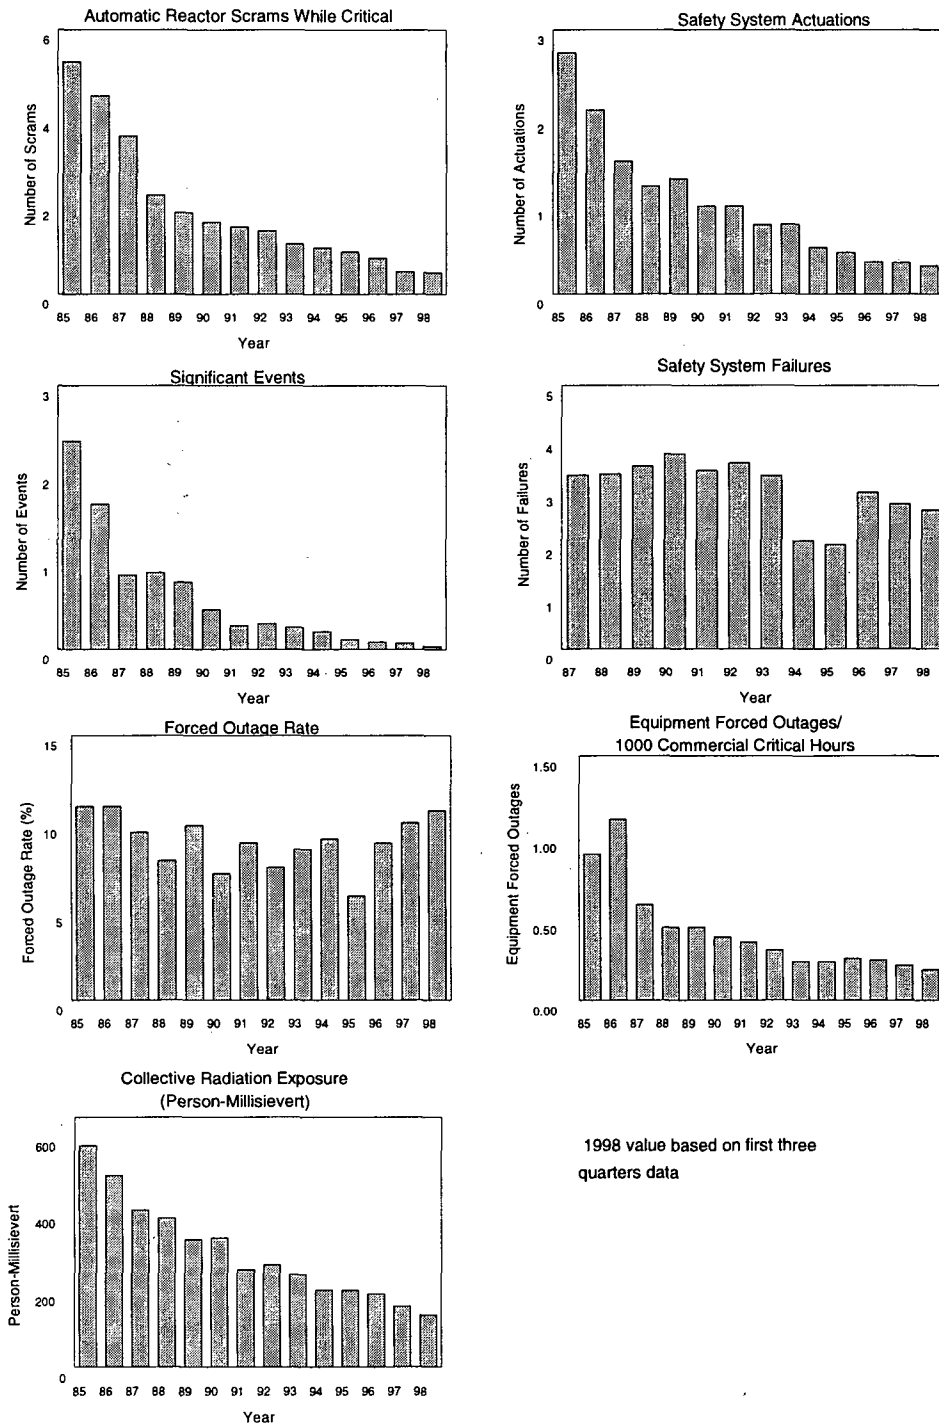 Automatic Reactor Scrams While Critical
Number of Scrams
6
4
2
0
85 86 87 88 89 90 91 92 93 94 95 96 97 98
Year
Safety System Actuations
Number of Actuations
3
2
1
0
85 86 87 88 89 90 91 92 93 94 95 96 97 98
Year
Significant Events
Number of Events
3
2
1
0
85 86 87 88 89 90 91 92 93 94 95 96 97 98
Year
Safety System Failures
Number of Failures
5
4
3
2
1
0
87 88 89 90 91 92 93 94 95 96 97 98
Year
Forced Outage Rate
Forced Outage Rate (%)
15
10
5
0
85 86 87 88 89 90 91 92 93 94 95 96 97 98
Year
Equipment Forced Outages/
1000 Commercial Critical Hours
Equipment Forced Outages
1.50
1.00
0.50
0.00
85 86 87 88 89 90 91 92 93 94 95 96 97 98
Year
Collective Radiation Exposure
(Person-Millisievert)
Person-Millisievert
600
400
200
0
85 86 87 88 89 90 91 92 93 94 95 96 97 98
Year
1998 value based on first three
quarters data